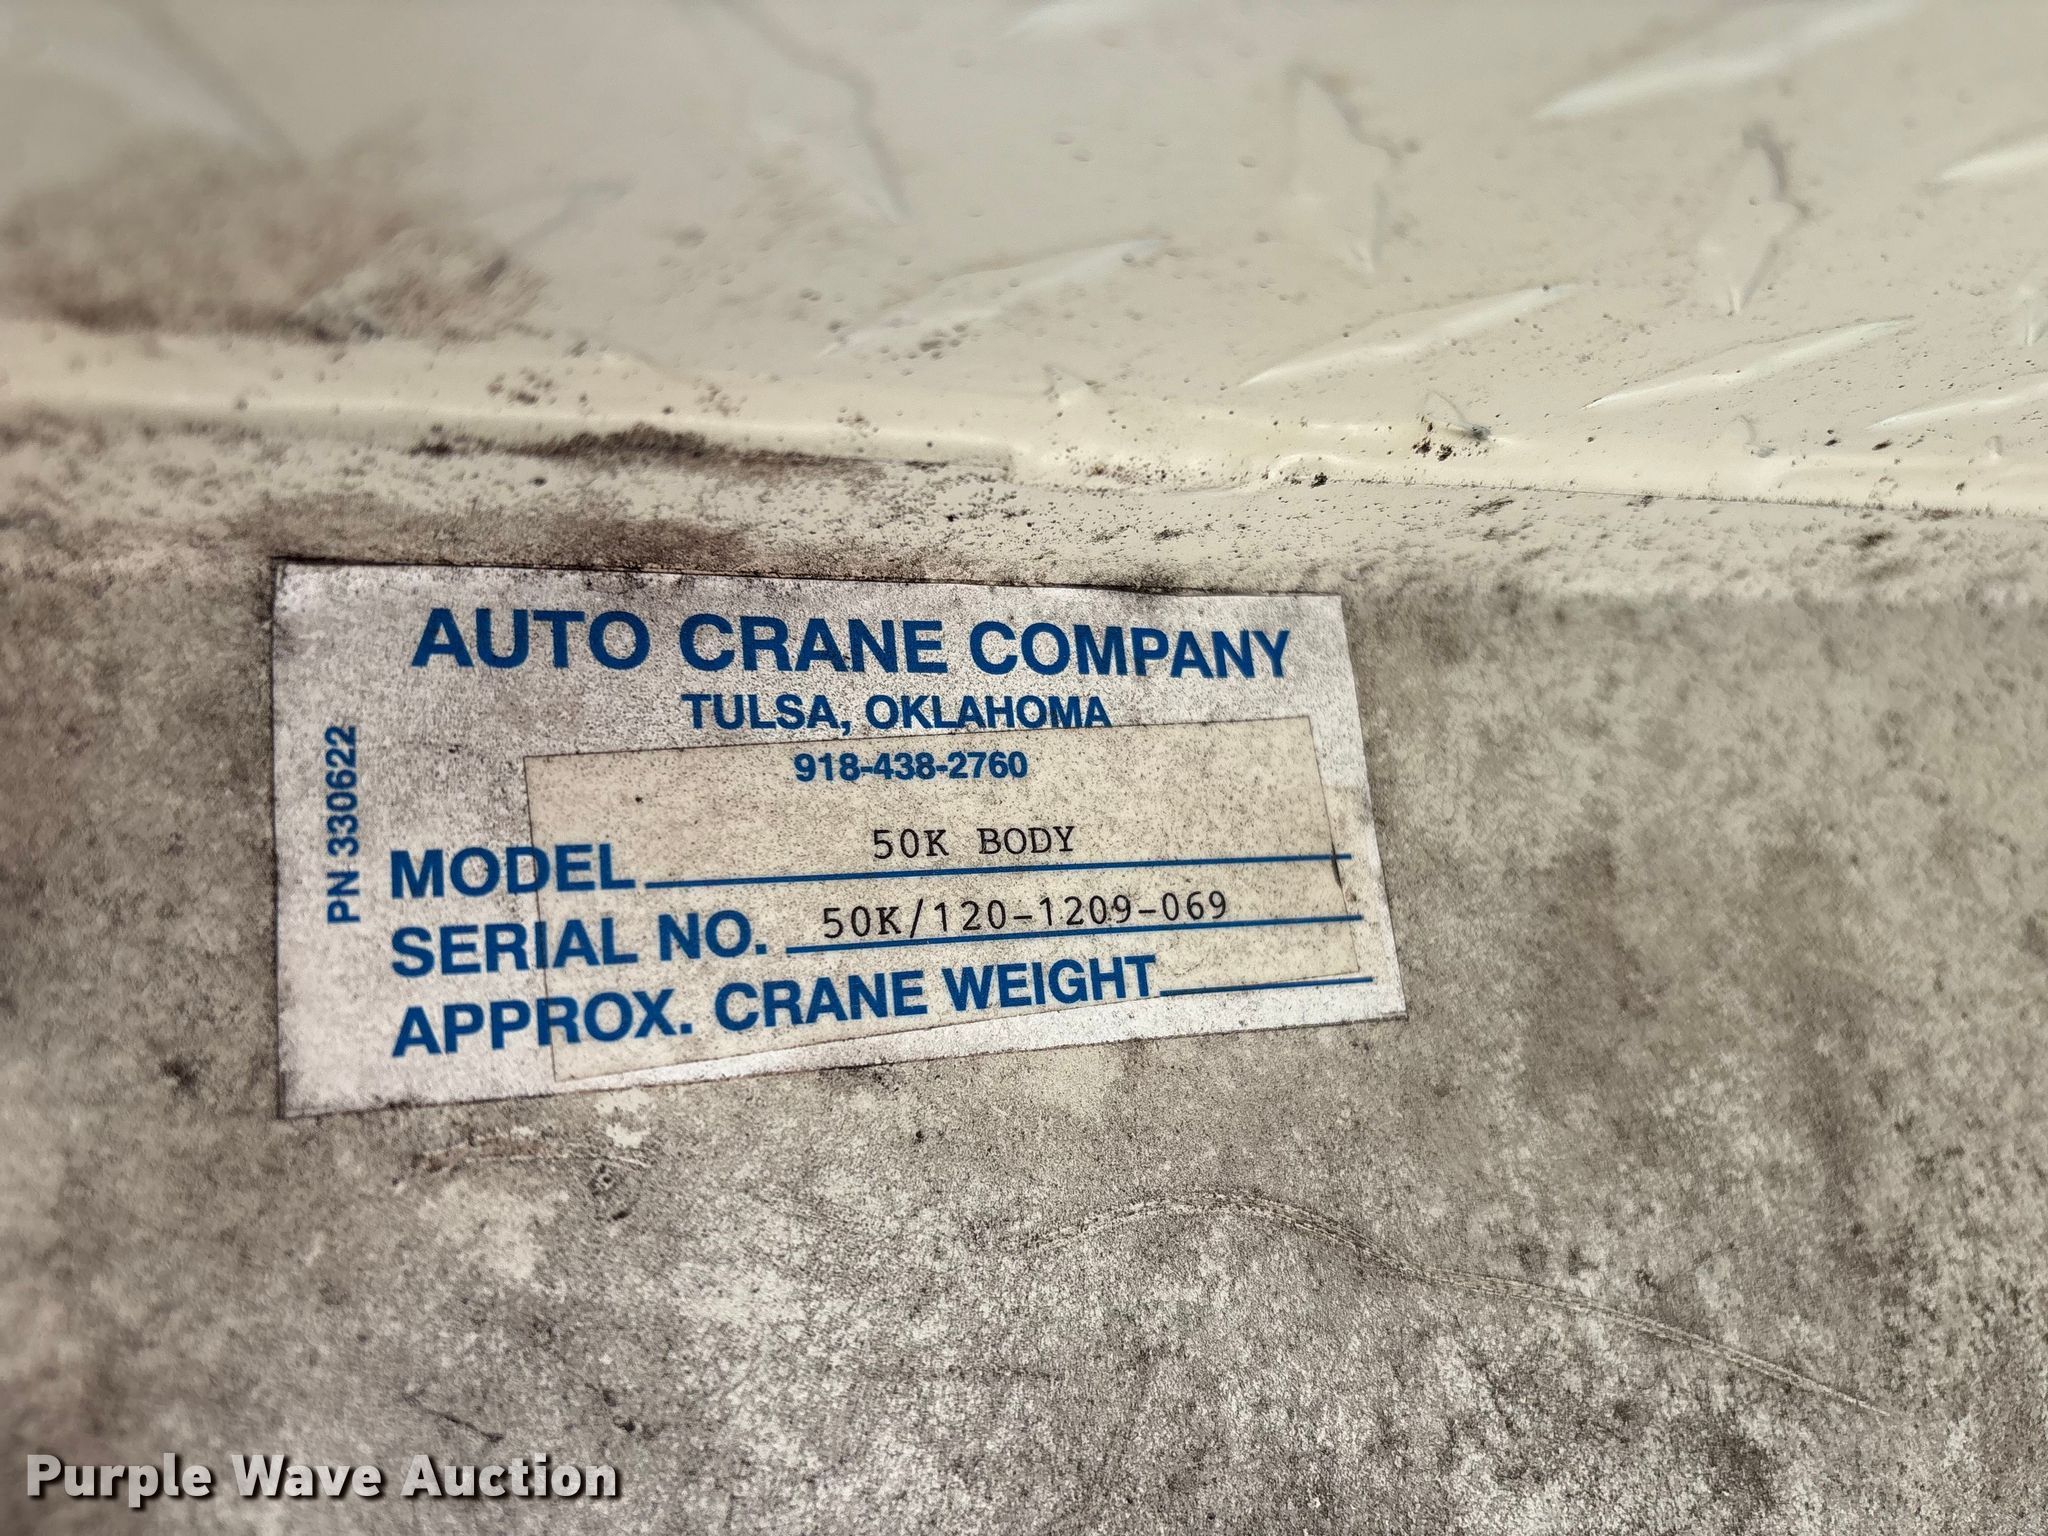 AUTO CRANE COMPANY
TULSA, OKLAHOMA
918-438-2760
PN 330622
MODEL 50K BODY
SERIAL NO. 50K/120-1209-069
APPROX. CRANE WEIGHT
Purple Wave Auction